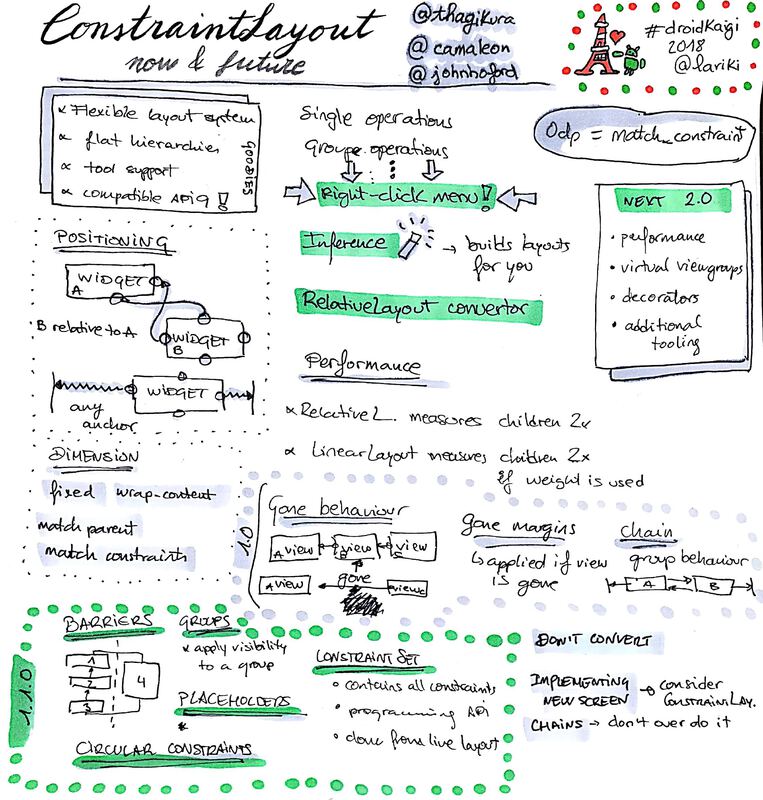 ConstraintLayout
now & future
@thagikura
@camaleon
@johnhoford
#droidKaigi
2018
@lariki
∝ Flexible layout system
∝ flat hierarchies
∝ tool support
∝ compatible API 9 !
GOODIES
Single operations
Groupe operations
Right-click menu!
Inference → builds layouts
for you
RelativeLayout convertor
0dp = match_constraint
NEXT 2.0
• performance
• virtual viewgroups
• decorators
• additional
tooling
POSITIONING
WIDGET
A
B relative to A
WIDGET
B
WIDGET
any
anchor
DIMENSION
fixed wrap-content
match parent
match constraints
Performance
∝ RelativeL. measures children 2x
∝ LinearLayout measures children 2x
if weight is used
1.0
Gone behaviour
A view
view
B
view
A view
gone
view
gone margins
↳ applied if view
is gone
chain
group behaviour
A
B
1.1.0
BARRIERS
1
2
3
4
GROUPS
* apply visibility
to a group
PLACEHOLDERS
*
CIRCULAR CONSTRAINTS
CONSTRAINT SET
• contains all constraints
• programming API
• clone from live layout
DON'T CONVERT
IMPLEMENTING
NEW SCREEN → consider
ConstrainLay.
CHAINS → don't over do it